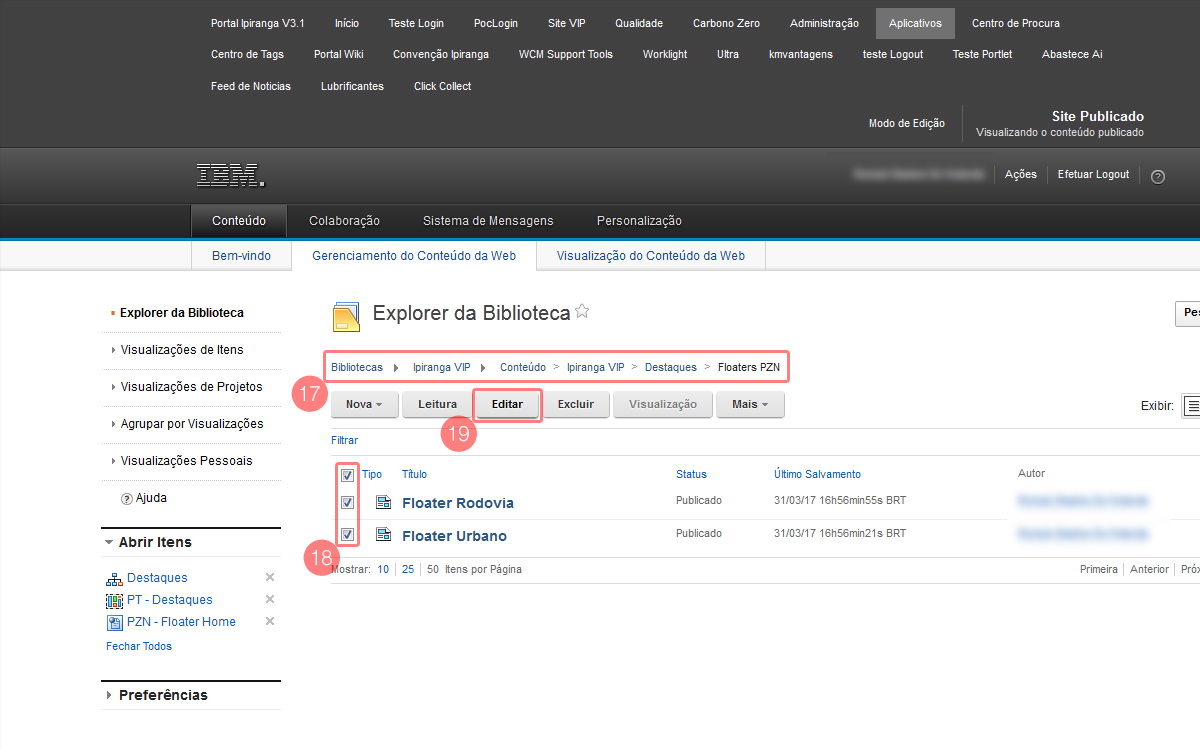 Portal Ipiranga V3.1 Início Teste Login PocLogin Site VIP Qualidade Carbono Zero Administração Aplicativos Centro de Procura
Centro de Tags Portal Wiki Convenção Ipiranga WCM Support Tools Worklight Ultra kmvantagens teste Logout Teste Portlet Abastece Ai
Feed de Noticias Lubrificantes Click Collect
Site Publicado
Modo de Edição
Visualizando o conteúdo publicado
IBM.
Ações Efetuar Logout ?
Conteúdo Colaboração Sistema de Mensagens Personalização
Bem-vindo Gerenciamento do Conteúdo da Web Visualização do Conteúdo da Web
Explorer da Biblioteca
Visualizações de Itens
Visualizações de Projetos
Agrupar por Visualizações
Visualizações Pessoais
? Ajuda
Abrir Itens
Destaques
PT - Destaques
PZN - Floater Home
Fechar Todos
Preferências
Explorer da Biblioteca
Bibliotecas Ipiranga VIP Conteúdo > Ipiranga VIP > Destaques > Floaters PZN
17
Nova Leitura Editar Excluir Visualização Mais
Exibir:
19
Filtrar
Tipo Título Status Último Salvamento Autor
Floater Rodovia Publicado 31/03/17 16h56min55s BRT
Floater Urbano Publicado 31/03/17 16h56min21s BRT
18
Mostrar: 10 25 50 Itens por Página
Primeira Anterior